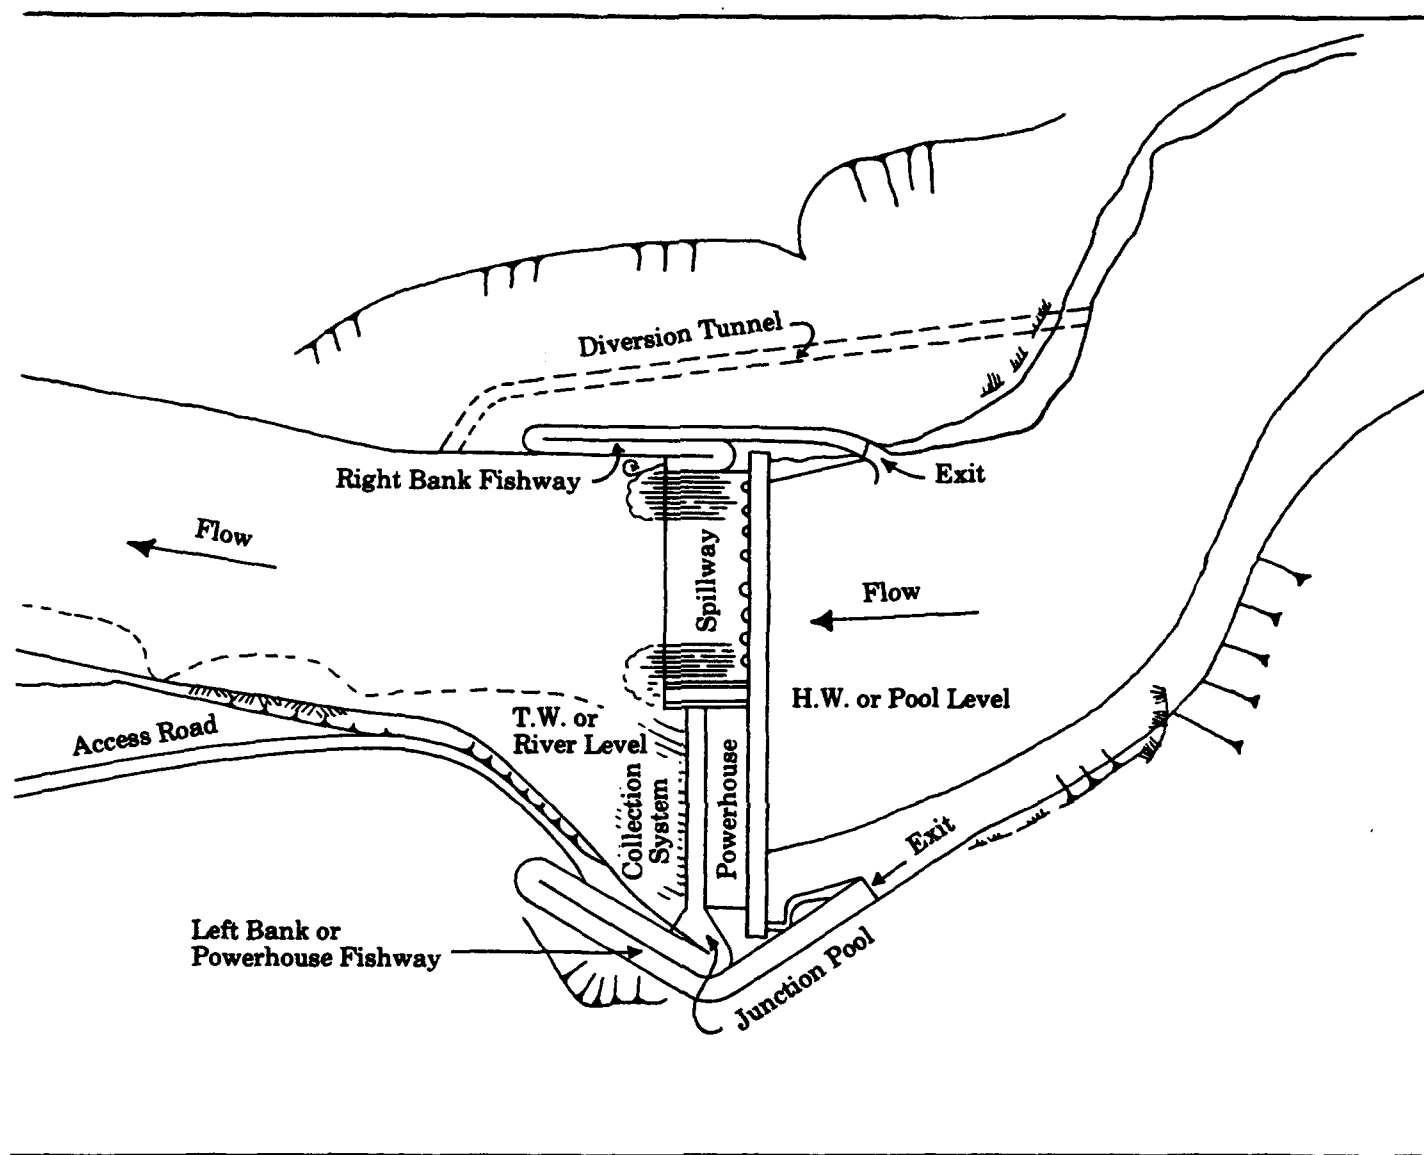 Diversion Tunnel
Right Bank Fishway
Exit
Flow
Spillway
Flow
H.W. or Pool Level
T.W. or
River Level
Access Road
Collection
System
Powerhouse
Exit
Left Bank or
Powerhouse Fishway
Junction Pool